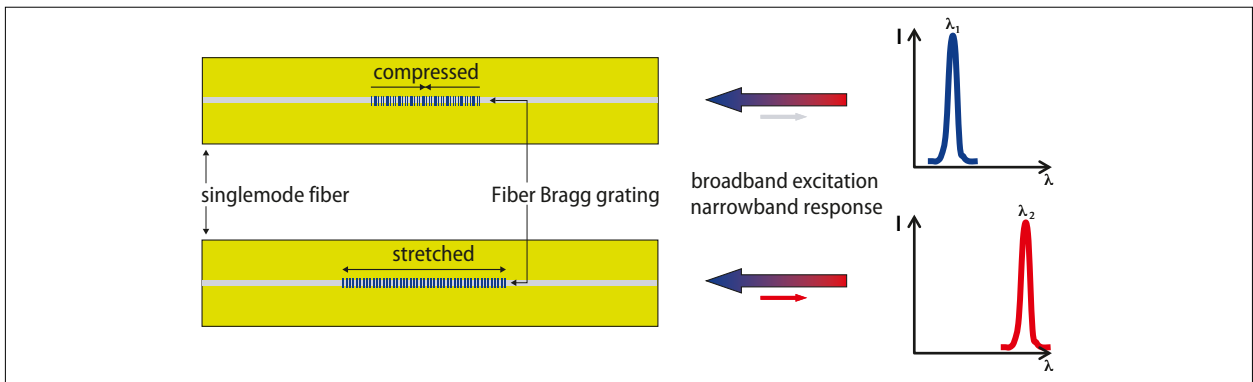 compressed
singlemode fiber
Fiber Bragg grating
stretched
broadband excitation
narrowband response
I
λ1
λ
I
λ2
λ